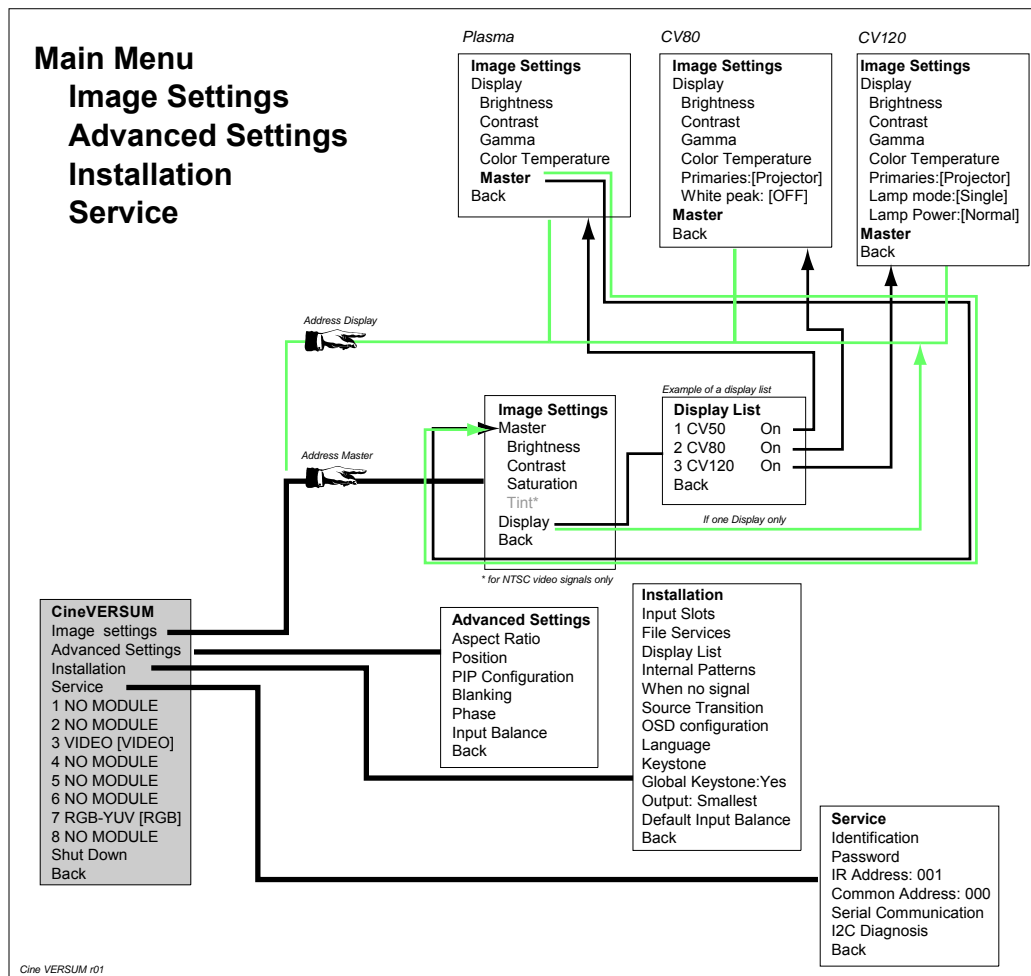 Main Menu
Image Settings
Advanced Settings
Installation
Service
Plasma
Image Settings
Display
Brightness
Contrast
Gamma
Color Temperature
Master
Back
CV80
Image Settings
Display
Brightness
Contrast
Gamma
Color Temperature
Primaries:[Projector]
White peak: [OFF]
Master
Back
CV120
Image Settings
Display
Brightness
Contrast
Gamma
Color Temperature
Primaries:[Projector]
Lamp mode:[Single]
Lamp Power:[Normal]
Master
Back
Address Display
Address Master
Image Settings
Master
Brightness
Contrast
Saturation
Tint*
Display
Back
* for NTSC video signals only
Example of a display list
Display List
1 CV50 On
2 CV80 On
3 CV120 On
Back
If one Display only
CineVERSUM
Image settings
Advanced Settings
Installation
Service
1 NO MODULE
2 NO MODULE
3 VIDEO [VIDEO]
4 NO MODULE
5 NO MODULE
6 NO MODULE
7 RGB-YUV [RGB]
8 NO MODULE
Shut Down
Back
Advanced Settings
Aspect Ratio
Position
PIP Configuration
Blanking
Phase
Input Balance
Back
Installation
Input Slots
File Services
Display List
Internal Patterns
When no signal
Source Transition
OSD configuration
Language
Keystone
Global Keystone:Yes
Output: Smallest
Default Input Balance
Back
Service
Identification
Password
IR Address: 001
Common Address: 000
Serial Communication
I2C Diagnosis
Back
Cine VERSUM r01